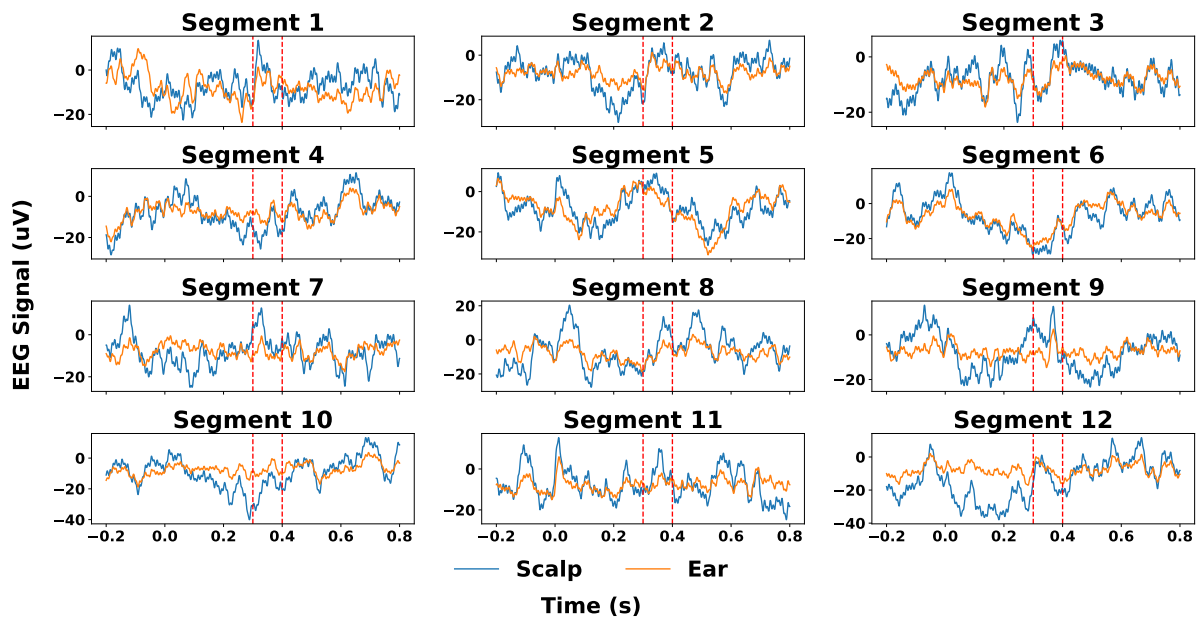 Segment 1 Segment 2 Segment 3
0 0 0
−20 −20 −20
Segment 4 Segment 5 Segment 6
0 0 0
−20 −20 −20
EEG Signal (uV)
Segment 7 Segment 8 Segment 9
20
0 0 0
−20 −20 −20
Segment 10 Segment 11 Segment 12
0 0 0
−20 −20 −20
−40 −40
−0.2 0.0 0.2 0.4 0.6 0.8 −0.2 0.0 0.2 0.4 0.6 0.8 −0.2 0.0 0.2 0.4 0.6 0.8
Scalp Ear
Time (s)